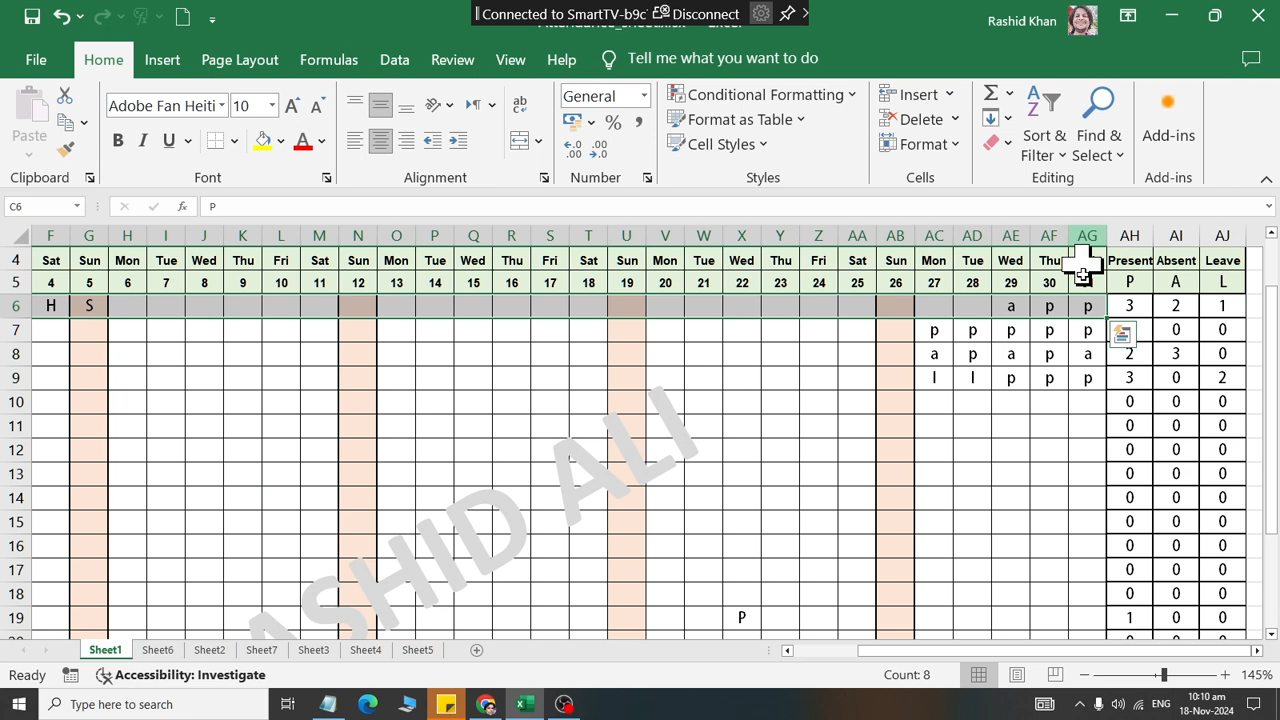 Connected to SmartTV-b9c Disconnect
Rashid Khan
File Home Insert Page Layout Formulas Data Review View Help Tell me what you want to do
Paste
Clipboard
Adobe Fan Heiti 10
B I U
A A
Font
ab
Alignment
General
% ,
Number
Conditional Formatting
Format as Table
Cell Styles
Styles
Insert
Delete
Format
Cells
Sort & Filter
Find & Select
Editing
Add-ins
Add-ins
C6 fx P
F G H I J K L M N O P Q R S T U V W X Y Z AA AB AC AD AE AF AG AH AI AJ
4 Sat Sun Mon Tue Wed Thu Fri Sat Sun Mon Tue Wed Thu Fri Sat Sun Mon Tue Wed Thu Fri Sat Sun Mon Tue Wed Thu Present Absent Leave
5 4 5 6 7 8 9 10 11 12 13 14 15 16 17 18 19 20 21 22 23 24 25 26 27 28 29 30 P A L
6 H S a p p 3 2 1
7 p p p p p 0 0
8 a p a p a 2 3 0
9 l l p p p 3 0 2
10 0 0 0
11 0 0 0
12 0 0 0
13 0 0 0
14 0 0 0
15 0 0 0
16 0 0 0
17 0 0 0
18 0 0 0
19 P 1 0 0
ASHID ALI
Sheet1 Sheet6 Sheet2 Sheet7 Sheet3 Sheet4 Sheet5
Ready Accessibility: Investigate Count: 8 145%
Type here to search
ENG
10:10 am
18-Nov-2024